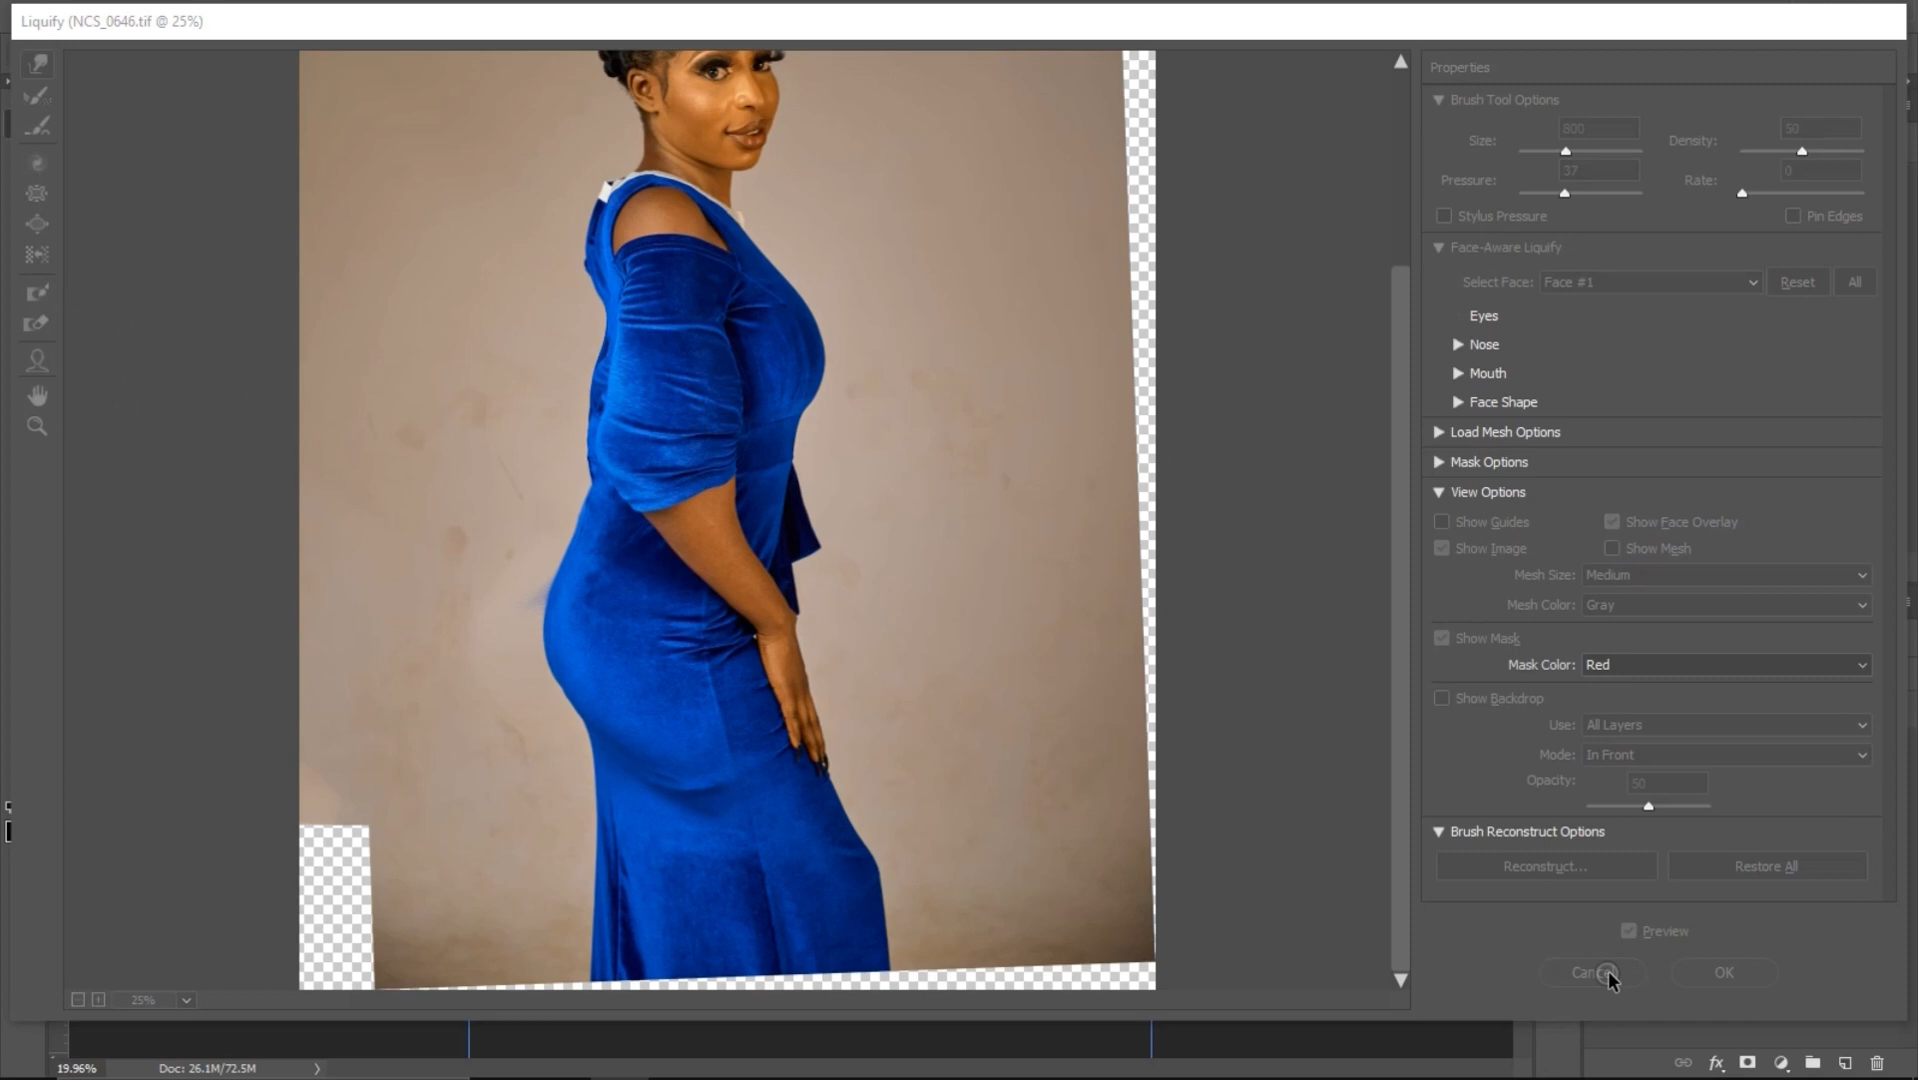 Liquify (NCS_0646.tif @ 25%)
Properties
Brush Tool Options
Size: 800 Density: 50
Pressure: 37 Rate: 0
Stylus Pressure Pin Edges
Face-Aware Liquify
Select Face: Face #1 Reset All
Eyes
Nose
Mouth
Face Shape
Load Mesh Options
Mask Options
View Options
Show Guides Show Face Overlay
Show Image Show Mesh
Mesh Size: Medium
Mesh Color: Gray
Show Mask
Mask Color: Red
Show Backdrop
Use: All Layers
Mode: In Front
Opacity: 50
Brush Reconstruct Options
Reconstruct... Restore All
Preview
Cancel OK
25%
19.96% Doc: 26.1M/72.5M
fx